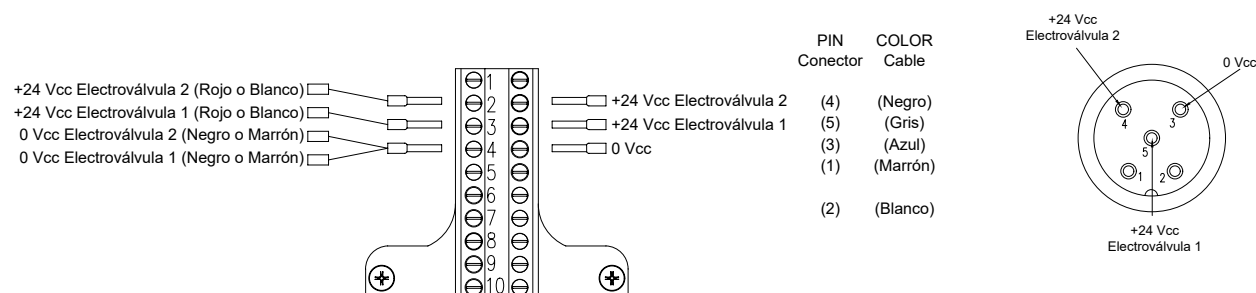 +24 Vcc Electroválvula 2 (Rojo o Blanco)
+24 Vcc Electroválvula 1 (Rojo o Blanco)
0 Vcc Electroválvula 2 (Negro o Marrón)
0 Vcc Electroválvula 1 (Negro o Marrón)
1
2
3
4
5
6
7
8
9
10
+24 Vcc Electroválvula 2
+24 Vcc Electroválvula 1
0 Vcc
PIN COLOR
Conector Cable
(4) (Negro)
(5) (Gris)
(3) (Azul)
(1) (Marrón)
(2) (Blanco)
+24 Vcc
Electroválvula 2
0 Vcc
4 3
5
1 2
+24 Vcc
Electroválvula 1